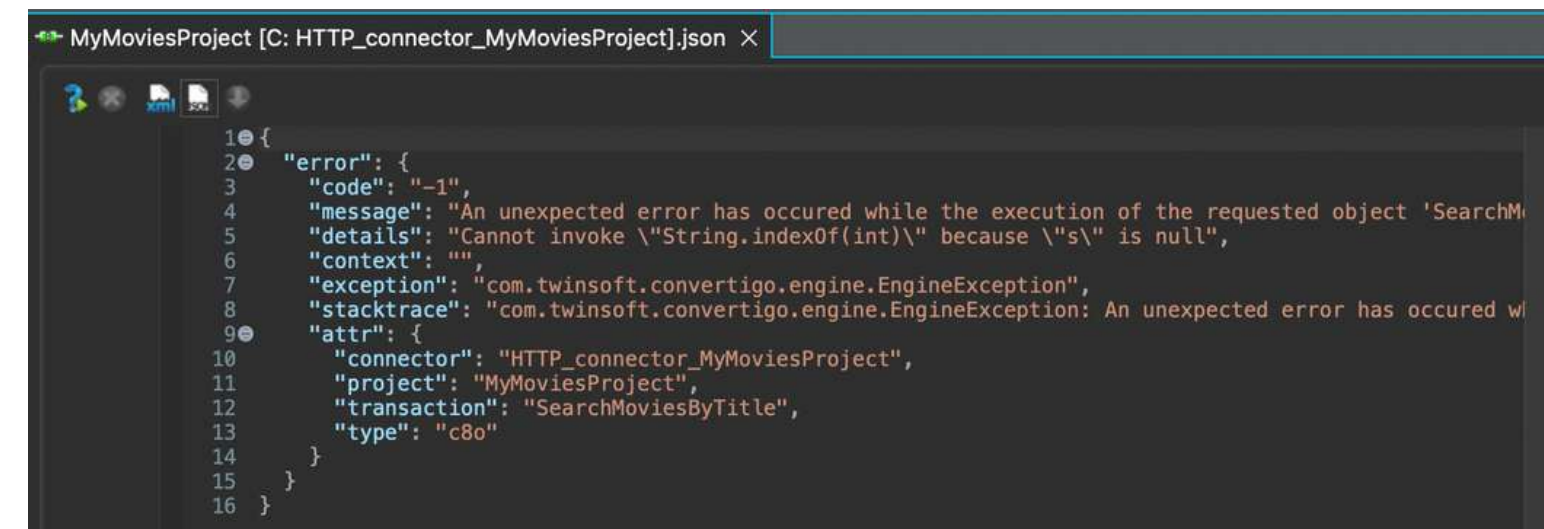 MyMoviesProject [C: HTTP_connector_MyMoviesProject].json
xml JSON
1 {
2 "error": {
3 "code": "-1",
4 "message": "An unexpected error has occured while the execution of the requested object 'SearchM
5 "details": "Cannot invoke \"String.indexOf(int)\" because \"s\" is null",
6 "context": "",
7 "exception": "com.twinsoft.convertigo.engine.EngineException",
8 "stacktrace": "com.twinsoft.convertigo.engine.EngineException: An unexpected error has occured w
9 "attr": {
10 "connector": "HTTP_connector_MyMoviesProject",
11 "project": "MyMoviesProject",
12 "transaction": "SearchMoviesByTitle",
13 "type": "c8o"
14 }
15 }
16 }